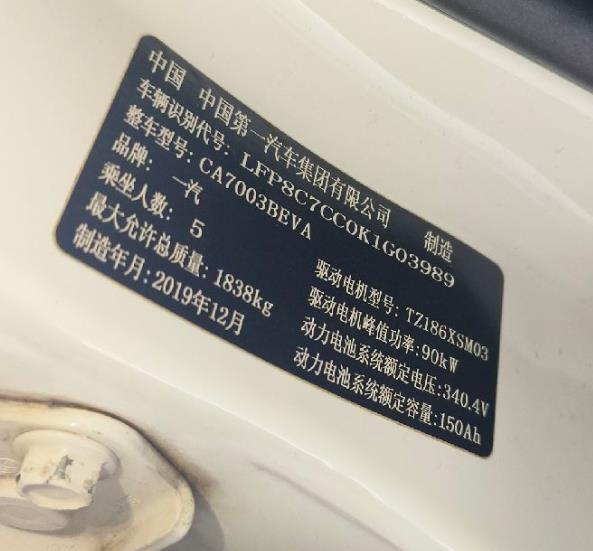 中国 中国第一汽车集团有限公司 制造
车辆识别代号: LFP8C7CC0K1G03989
整车型号: CA7003BEVA
品牌: 一汽
乘坐人数: 5
最大允许总质量: 1838kg
制造年月: 2019年12月
驱动电机型号: TZ186XSM03
驱动电机峰值功率: 90kW
动力电池系统额定电压: 340.4V
动力电池系统额定容量: 150Ah